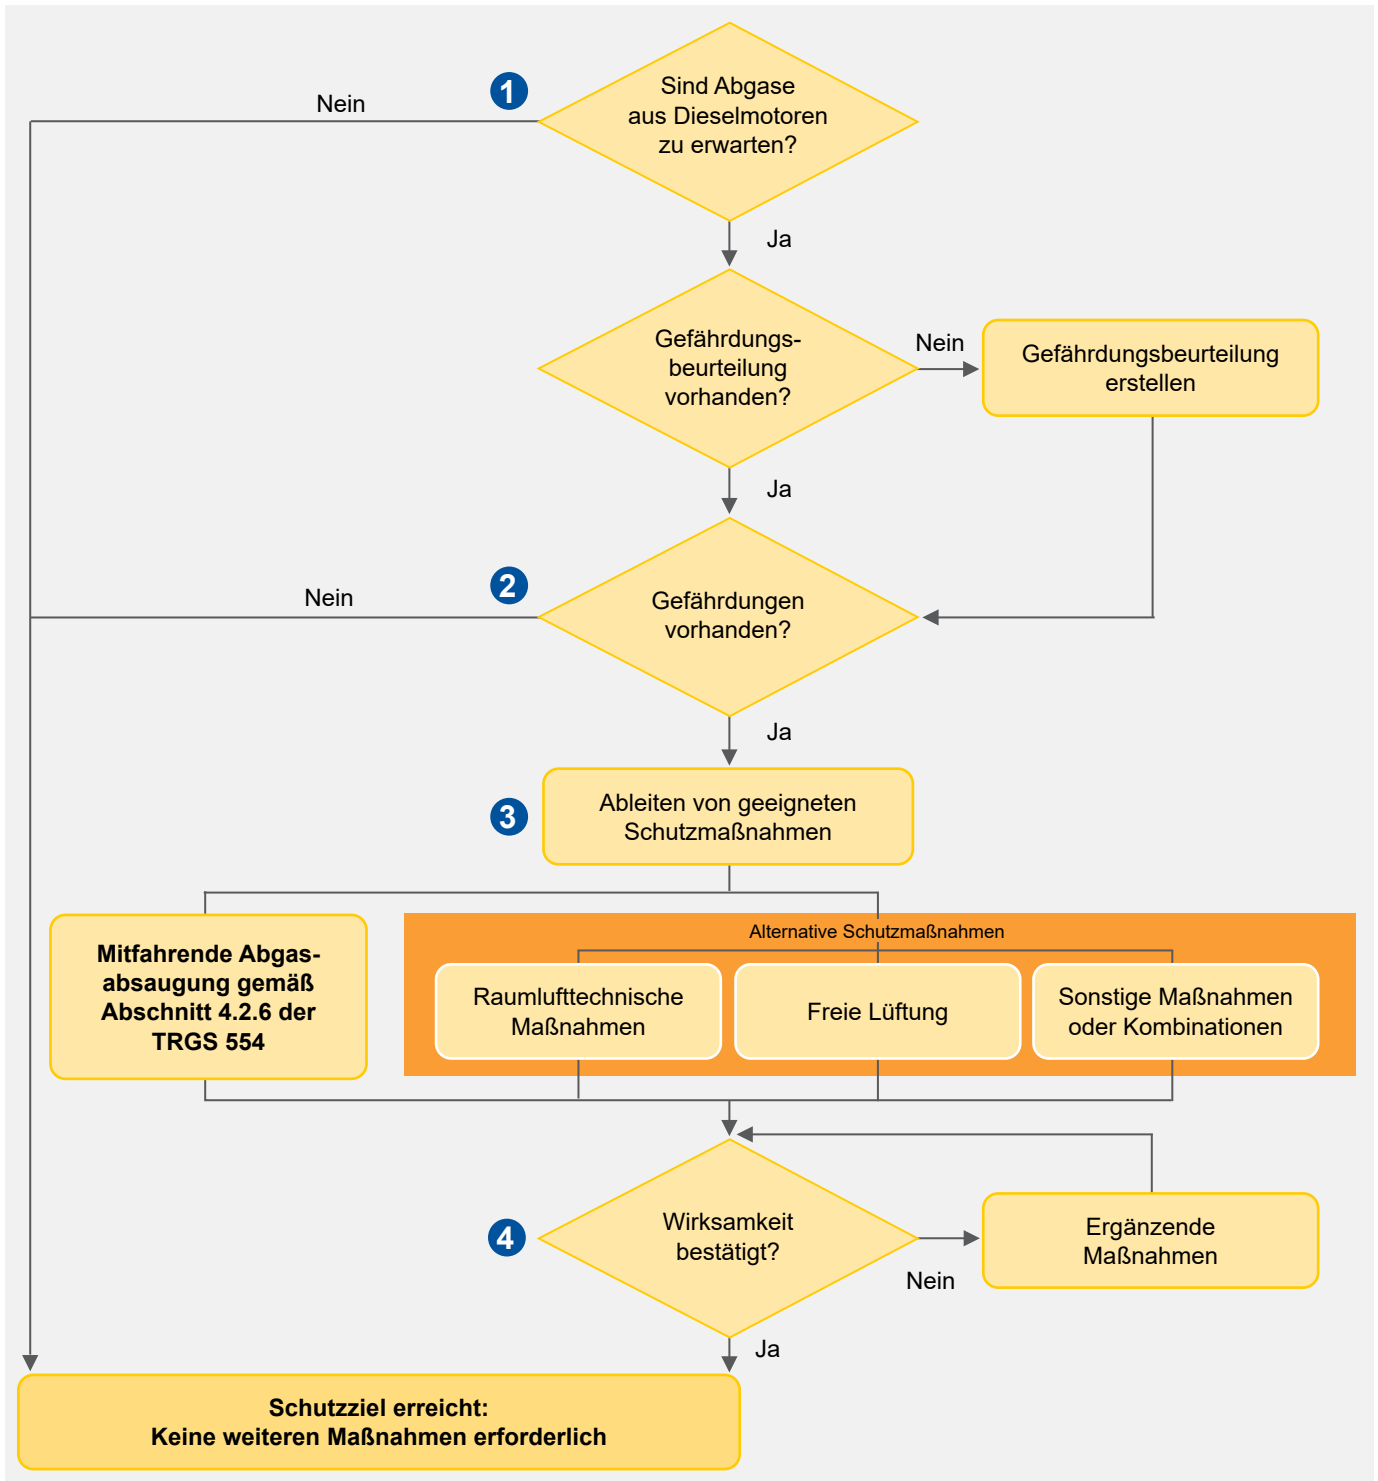 1
Sind Abgase
aus Dieselmotoren
zu erwarten?
Nein
Ja
Gefährdungs-
beurteilung
vorhanden?
Nein
Gefährdungsbeurteilung
erstellen
Ja
2
Gefährdungen
vorhanden?
Nein
Ja
3
Ableiten von geeigneten
Schutzmaßnahmen
Mitfahrende Abgas-
absaugung gemäß
Abschnitt 4.2.6 der
TRGS 554
Alternative Schutzmaßnahmen
Raumlufttechnische
Maßnahmen
Freie Lüftung
Sonstige Maßnahmen
oder Kombinationen
4
Wirksamkeit
bestätigt?
Nein
Ergänzende
Maßnahmen
Ja
Schutzziel erreicht:
Keine weiteren Maßnahmen erforderlich